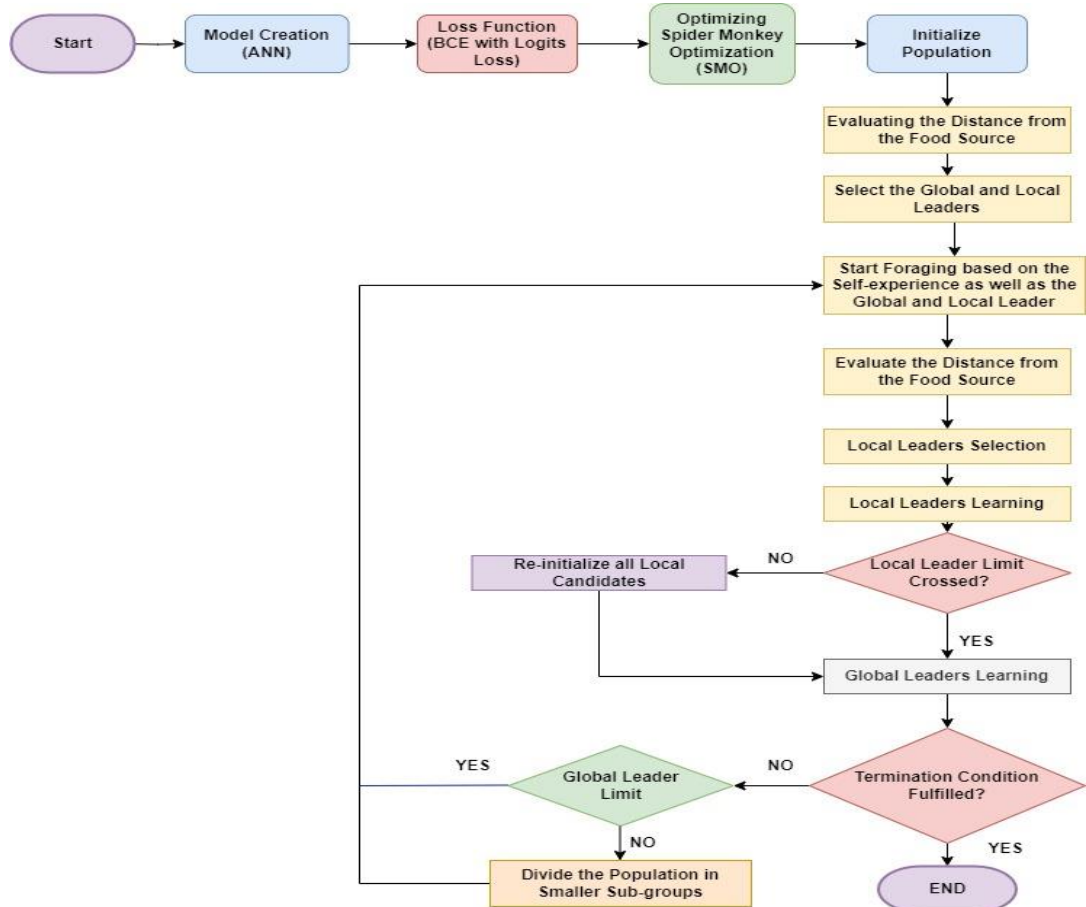 Start
Model Creation
(ANN)
Loss Function
(BCE with Logits
Loss)
Optimizing
Spider Monkey
Optimization
(SMO)
Initialize
Population
Evaluating the Distance from
the Food Source
Select the Global and Local
Leaders
Start Foraging based on the
Self-experience as well as the
Global and Local Leader
Evaluate the Distance from
the Food Source
Local Leaders Selection
Local Leaders Learning
Local Leader Limit
Crossed?
NO
Re-initialize all Local
Candidates
YES
Global Leaders Learning
Termination Condition
Fulfilled?
NO
Global Leader
Limit
YES
NO
Divide the Population in
Smaller Sub-groups
YES
END